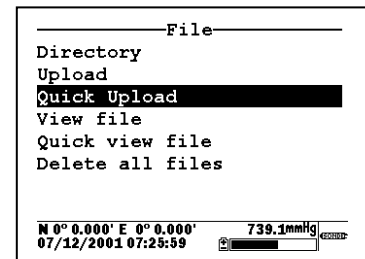 File
Directory
Upload
Quick Upload
View file
Quick view file
Delete all files
N 0° 0.000' E 0° 0.000' 739.1mmHg
07/12/2001 07:25:59